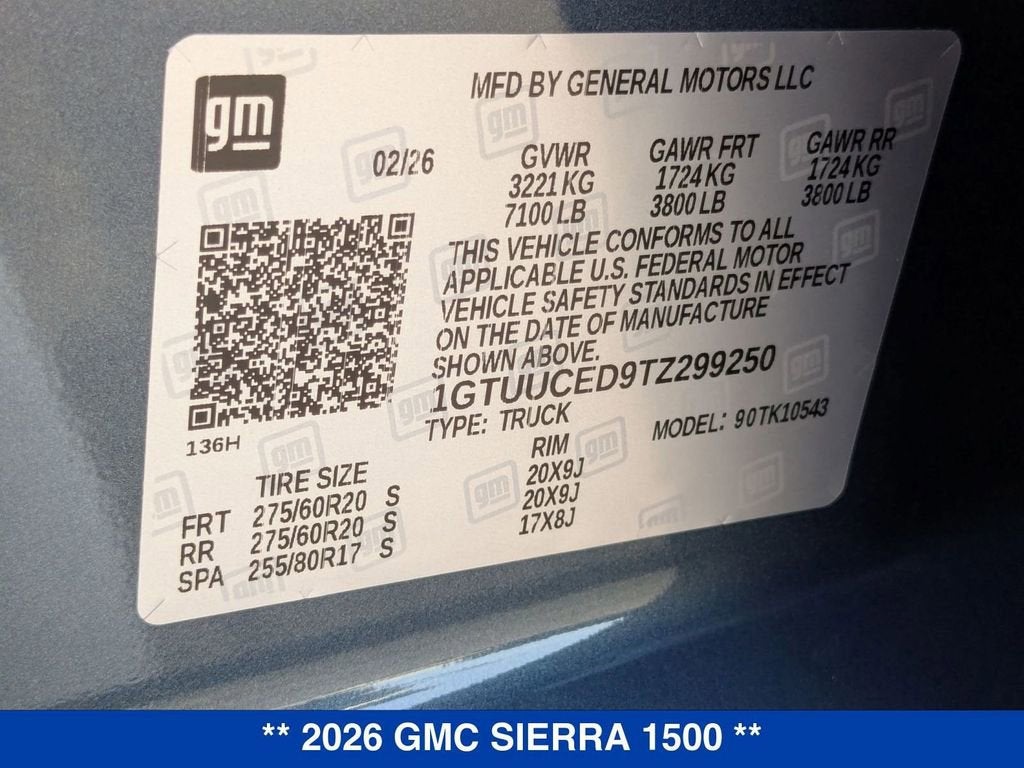 gm
MFD BY GENERAL MOTORS LLC
02/26
GVWR GAWR FRT GAWR RR
3221 KG 1724 KG 1724 KG
7100 LB 3800 LB 3800 LB
THIS VEHICLE CONFORMS TO ALL
APPLICABLE U.S. FEDERAL MOTOR
VEHICLE SAFETY STANDARDS IN EFFECT
ON THE DATE OF MANUFACTURE
SHOWN ABOVE.
1GTUUCED9TZ299250
136H
TYPE: TRUCK MODEL: 90TK10543
TIRE SIZE RIM
FRT 275/60R20 S 20X9J
RR 275/60R20 S 20X9J
SPA 255/80R17 S 17X8J
** 2026 GMC SIERRA 1500 **